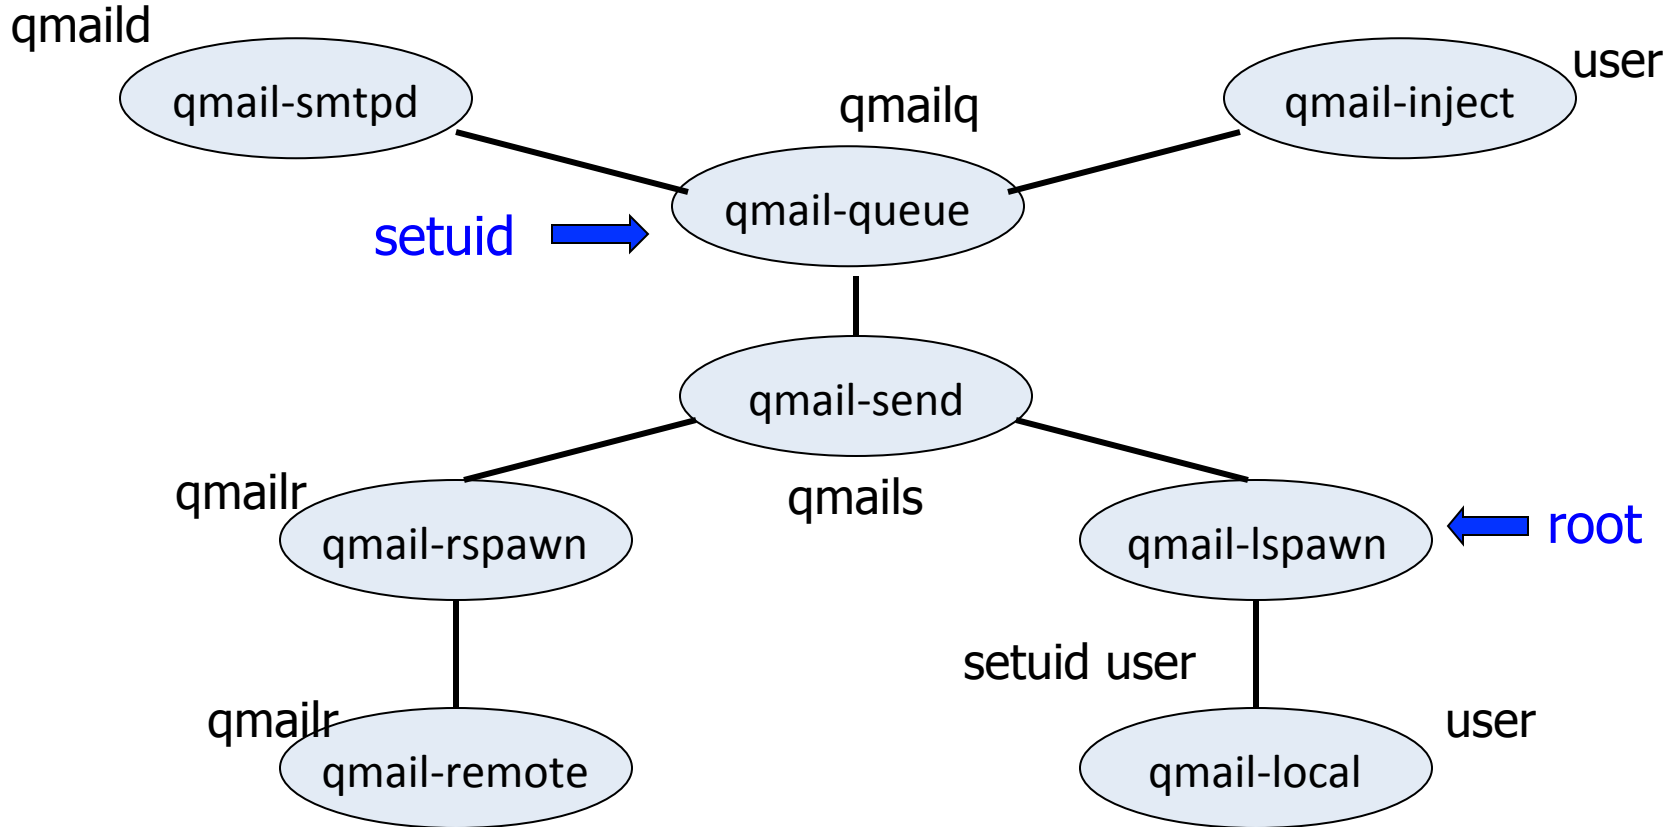 qmaild
qmail-smtpd
user
qmail-inject
qmailq
qmail-queue
setuid
qmail-send
qmails
qmailr
qmail-rspawn
qmail-lspawn
root
setuid user
qmailr
qmail-remote
user
qmail-local